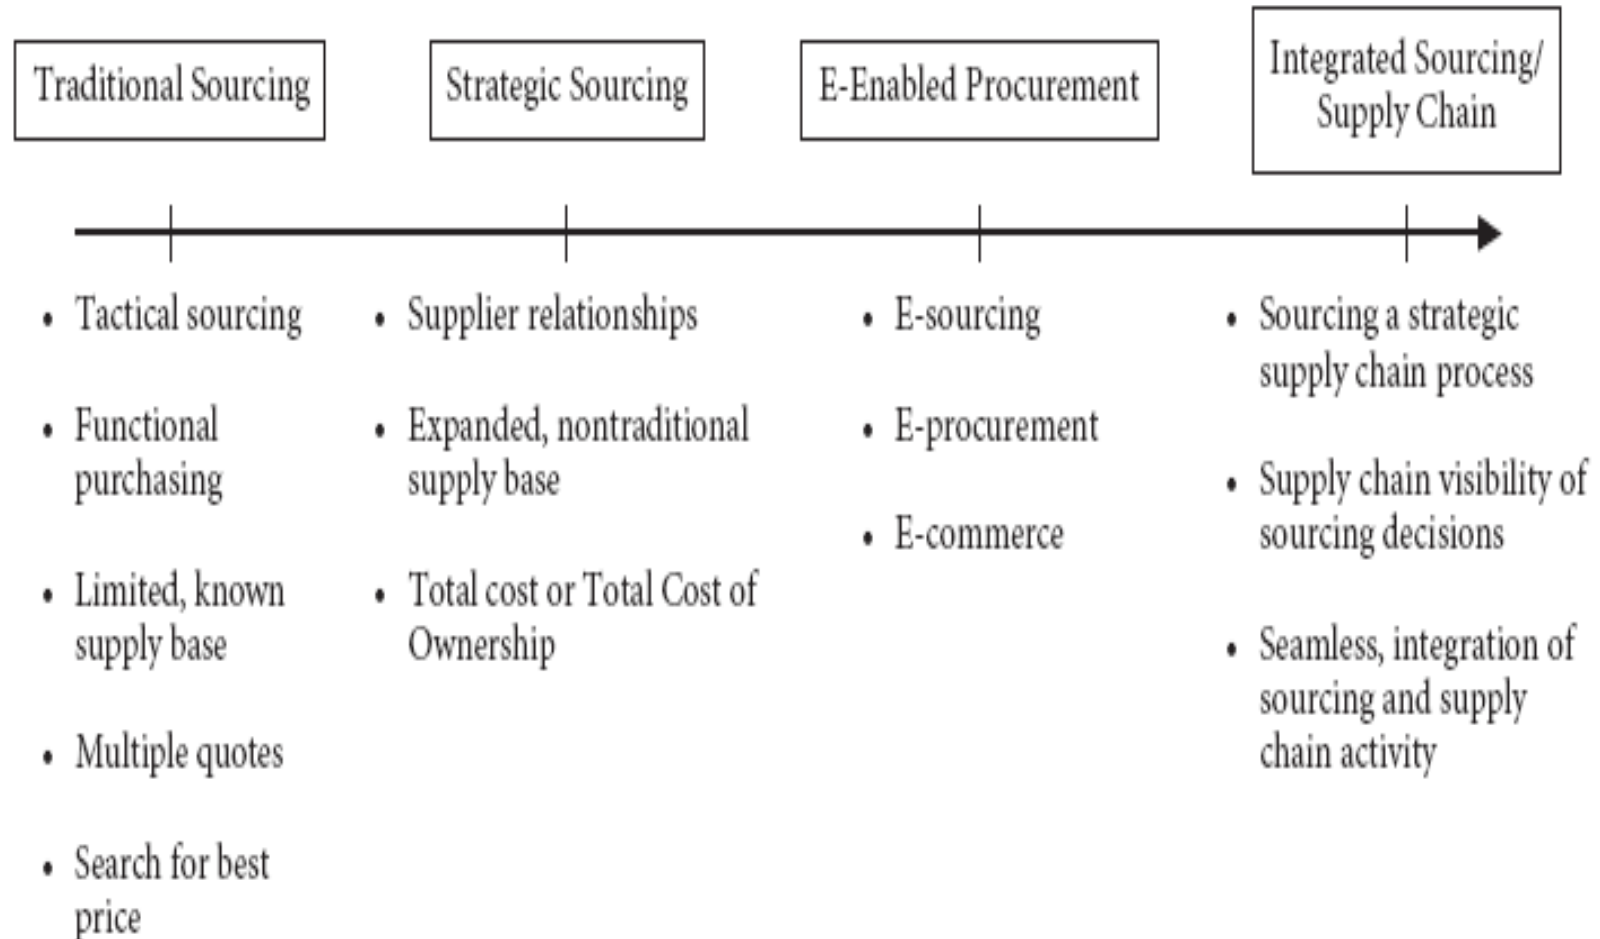 Traditional Sourcing
Strategic Sourcing
E-Enabled Procurement
Integrated Sourcing/
Supply Chain
• Tactical sourcing
• Functional
purchasing
• Limited, known
supply base
• Multiple quotes
• Search for best
price
• Supplier relationships
• Expanded, nontraditional
supply base
• Total cost or Total Cost of
Ownership
• E-sourcing
• E-procurement
• E-commerce
• Sourcing a strategic
supply chain process
• Supply chain visibility of
sourcing decisions
• Seamless, integration of
sourcing and supply
chain activity